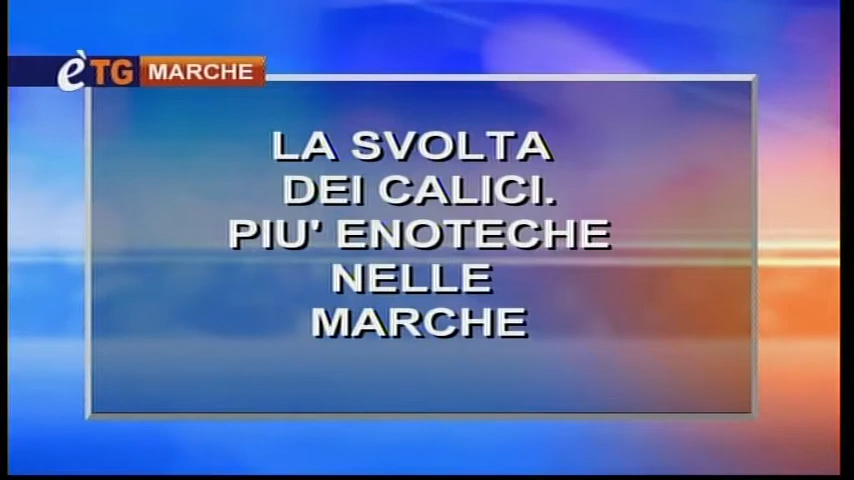 èTG MARCHE
LA SVOLTA
DEI CALICI.
PIU' ENOTECHE
NELLE
MARCHE